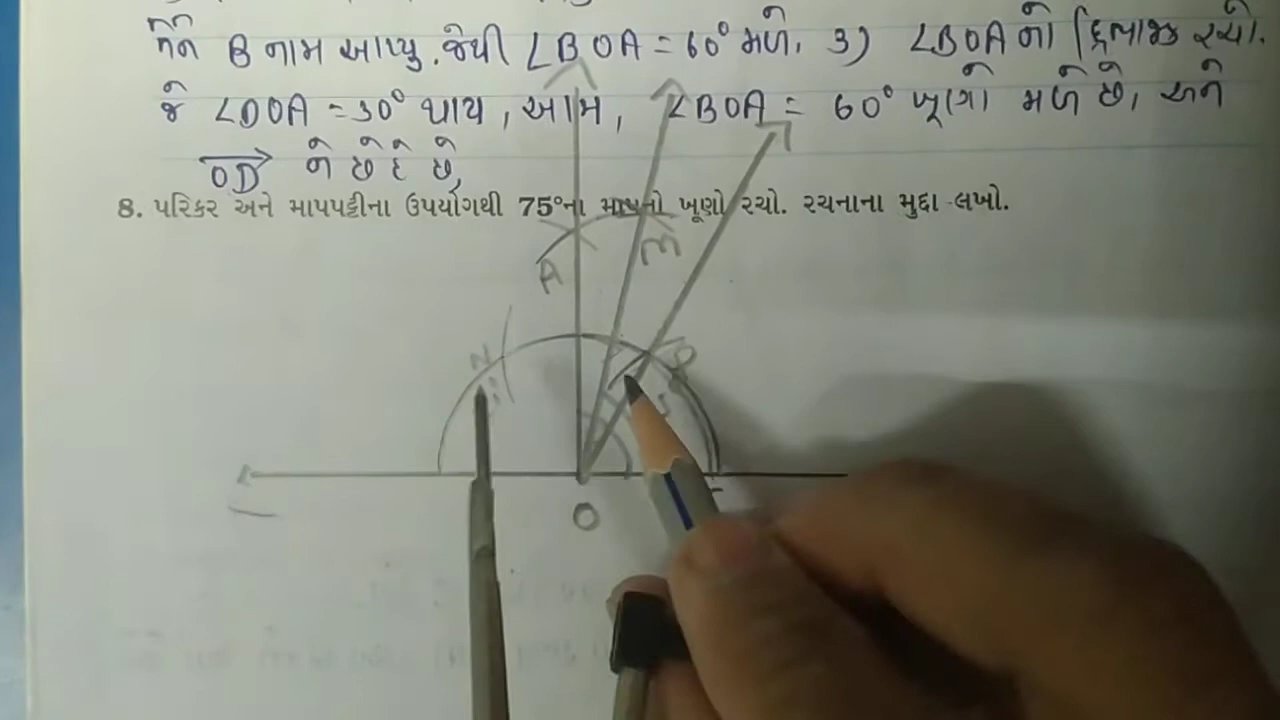 તેને B નામ આપ્યુ. જેથી ∠BOA = 60° મળે. 3) ∠BOA નો દ્વિભાજક રચો.
જે ∠DOA = 30° થાય, આમ, ∠BOA = 60° ખૂણો મળે છે, અને
OD ને છેદે છે,
8. પરિકર અને માપપટ્ટીના ઉપયોગથી 75°ના માપનો ખૂણો રચો. રચનાના મુદ્દા લખો.
A
M
N
O